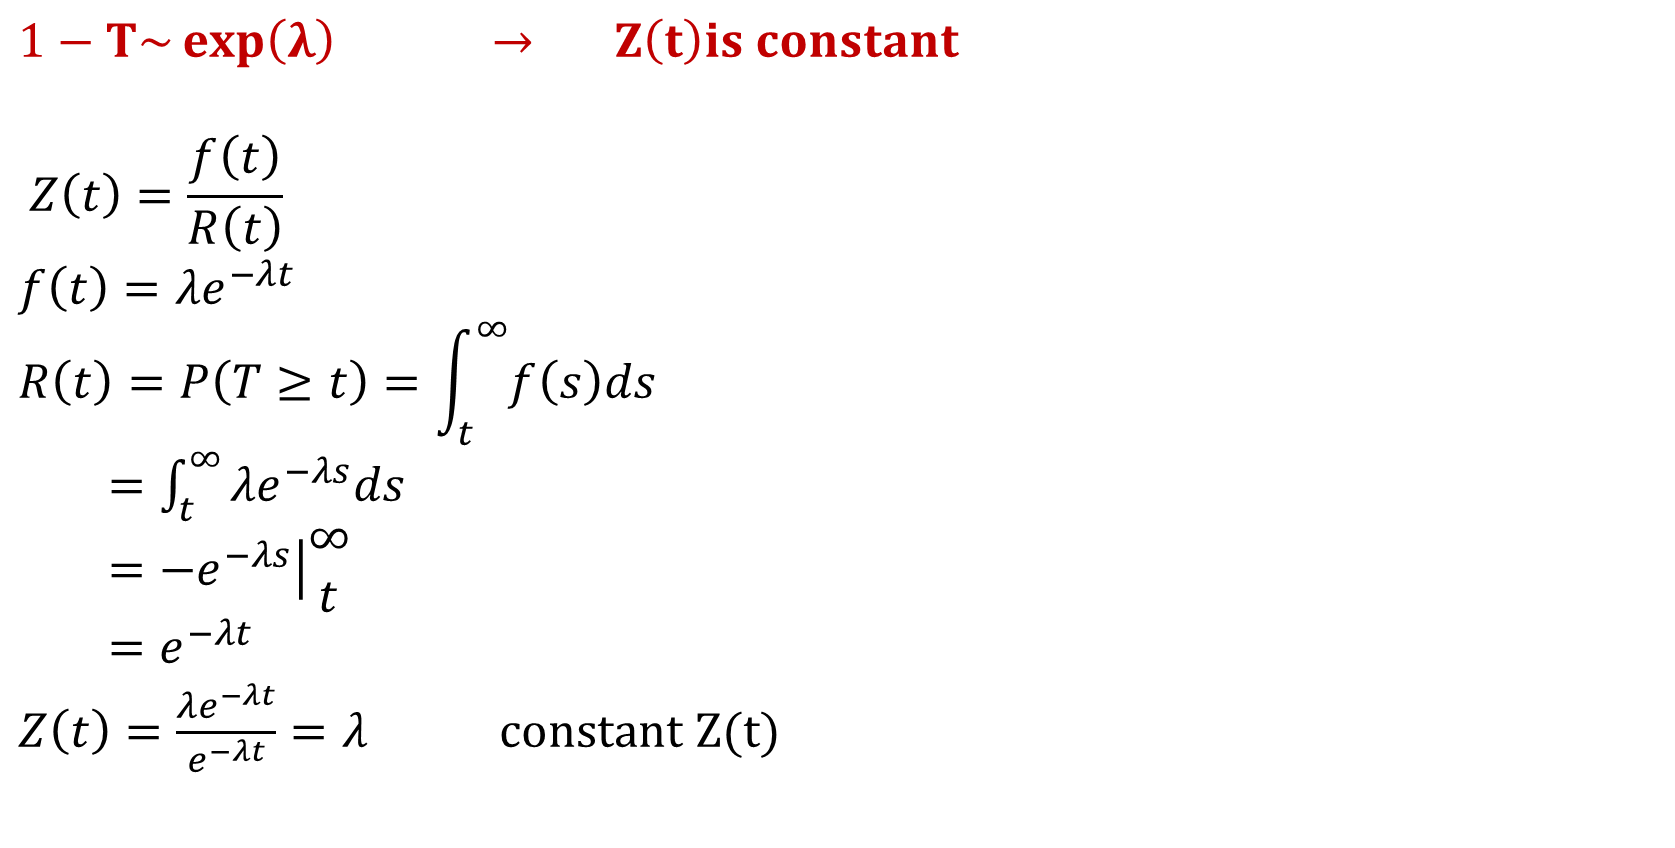 1 − T~ exp(λ) → Z(t)is constant
Z(t) = f(t)/R(t)
f(t) = λe^{−λt}
R(t) = P(T ≥ t) = ∫_t^∞ f(s)ds
= ∫_t^∞ λe^{−λs}ds
= −e^{−λs}|_t^∞
= e^{−λt}
Z(t) = λe^{−λt}/e^{−λt} = λ constant Z(t)